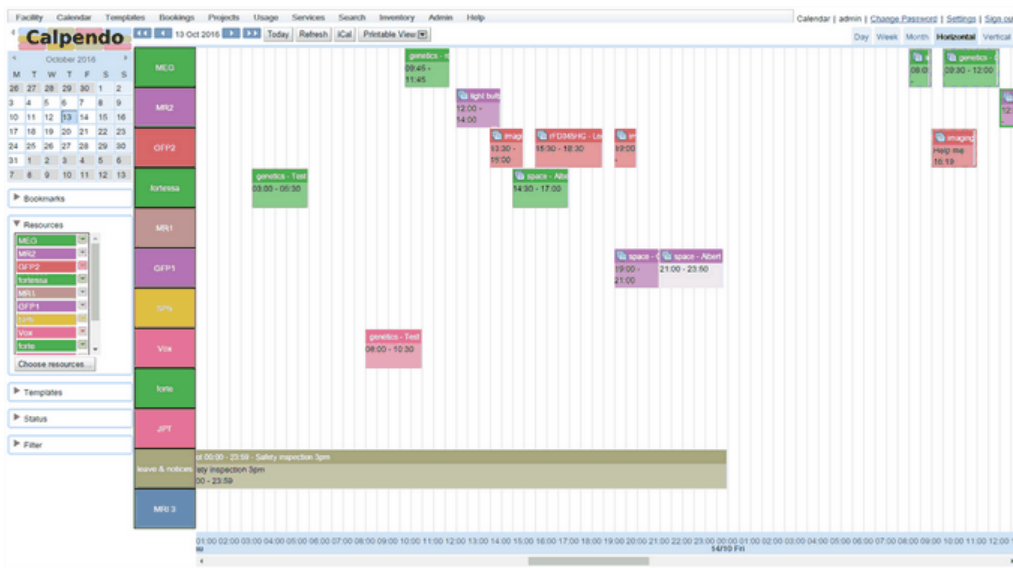 Facility Calendar Templates Bookings Projects Usage Services Search Inventory Admin Help
Calendar | admin | Change Password | Settings | Sign out
Calpendo
13 Oct 2016 Today Refresh iCal Printable View
Day Week Month Horizontal Vertical
October 2016
M T W T F S S
26 27 28 29 30 1 2
3 4 5 6 7 8 9
10 11 12 13 14 15 16
17 18 19 20 21 22 23
24 25 26 27 28 29 30
31 1 2 3 4 5 6
7 8 9 10 11 12 13
Bookmarks
Resources
MEG
MR2
GFP2
fortessa
MR1
GFP1
Vox
forte
Choose resources...
Templates
Status
Filter
MEG
genetics -
09:45 -
11:45
genetics -
09:30 - 12:00
MR2
light bulb
12:00 -
14:00
GFP2
imag
13:30 -
15:00
15:30 - 18:30
19:00
-
imaging
Help me
fortessa
genetics - Test
03:00 - 05:30
space - Albe
14:30 - 17:00
MR1
GFP1
space -
19:00 -
21:00
space - Albert
21:00 - 23:50
Vox
genetics - Test
08:00 - 10:30
forte
JPT
leave & notices
00:00 - 23:59 - Safety inspection 3pm
ety inspection 3pm
00 - 23:59
MRI 3
01:00 02:00 03:00 04:00 05:00 06:00 07:00 08:00 09:00 10:00 11:00 12:00 13:00 14:00 15:00 16:00 17:00 18:00 19:00 20:00 21:00 22:00 23:00 00:00 01:00 02:00 03:00 04:00 05:00 06:00 07:00 08:00 09:00 10:00 11:00 12:00
14/10 Fri